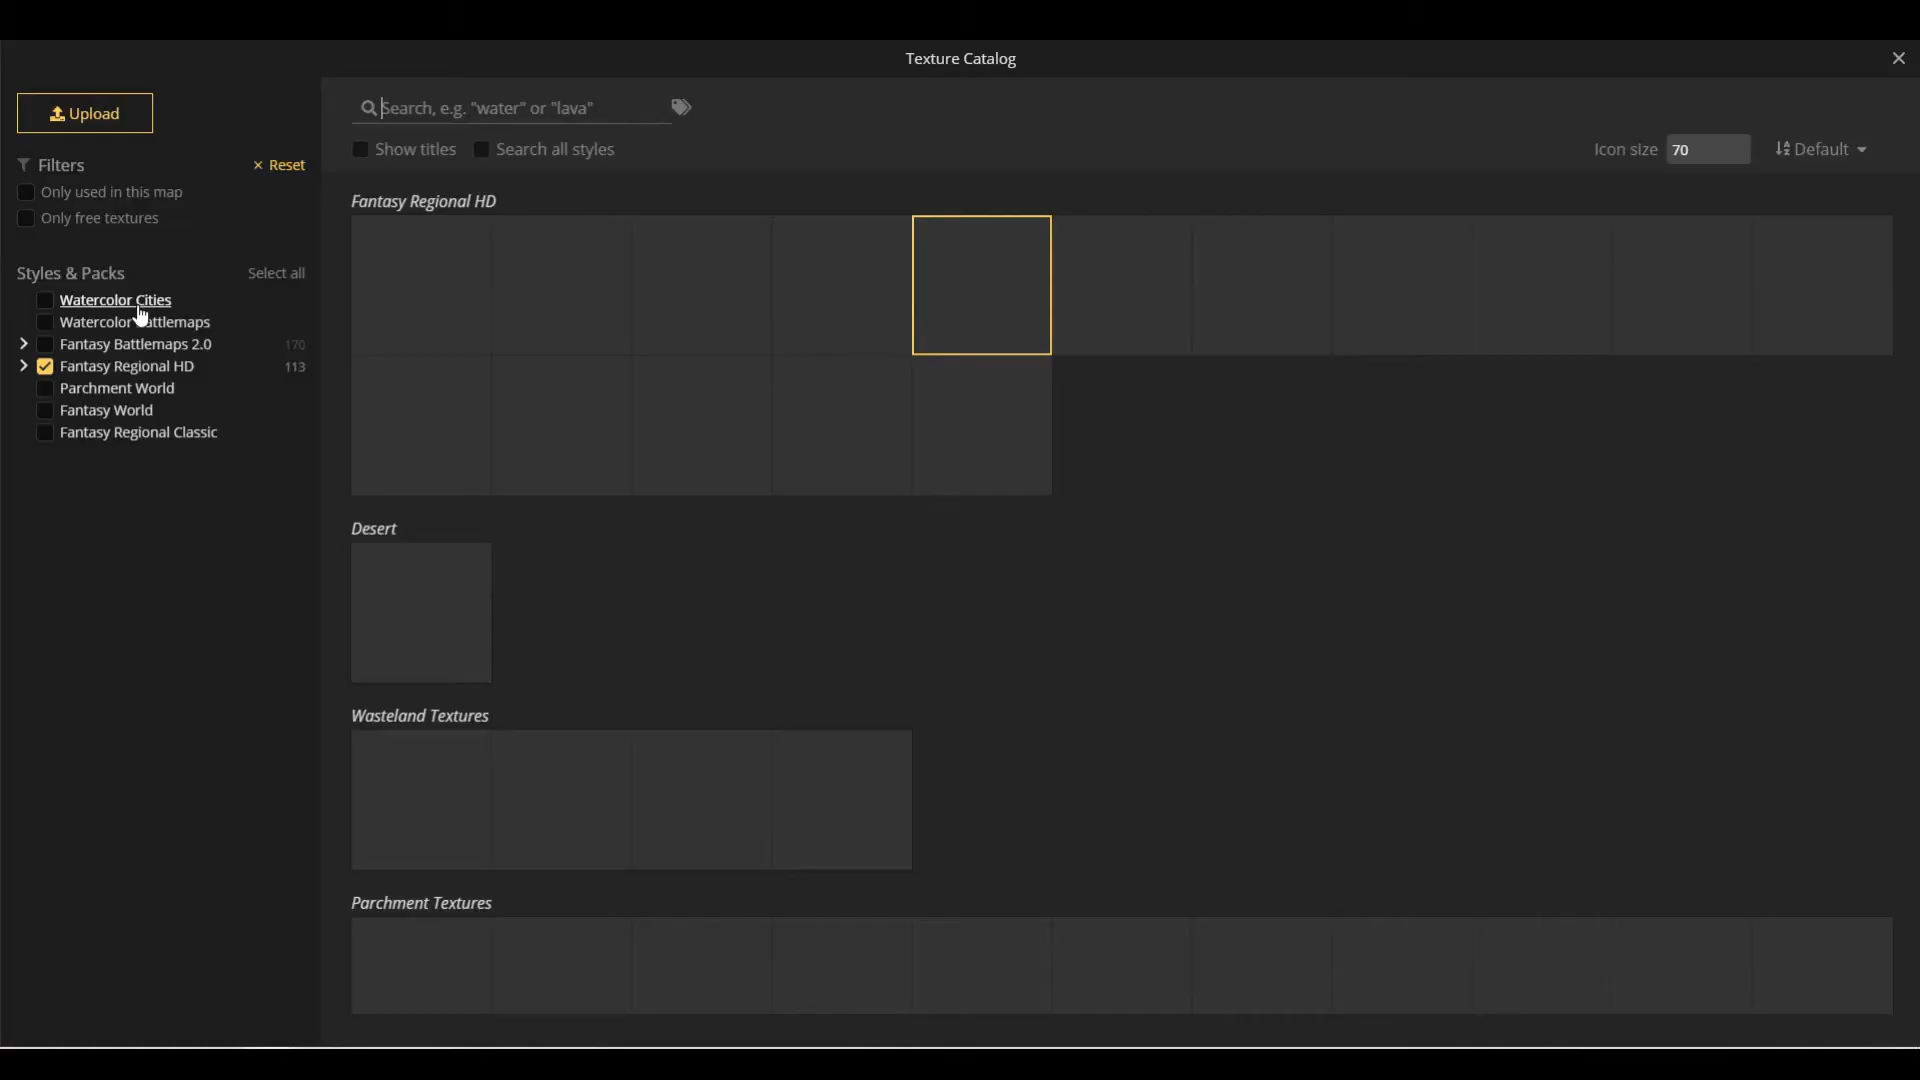 Texture Catalog
Upload
Search, e.g. "water" or "lava"
Show titles
Search all styles
Icon size 70
Default
Filters
Reset
Only used in this map
Only free textures
Styles & Packs
Select all
Watercolor Cities
Watercolor Battlemaps
Fantasy Battlemaps 2.0 170
Fantasy Regional HD 113
Parchment World
Fantasy World
Fantasy Regional Classic
Fantasy Regional HD
Desert
Wasteland Textures
Parchment Textures